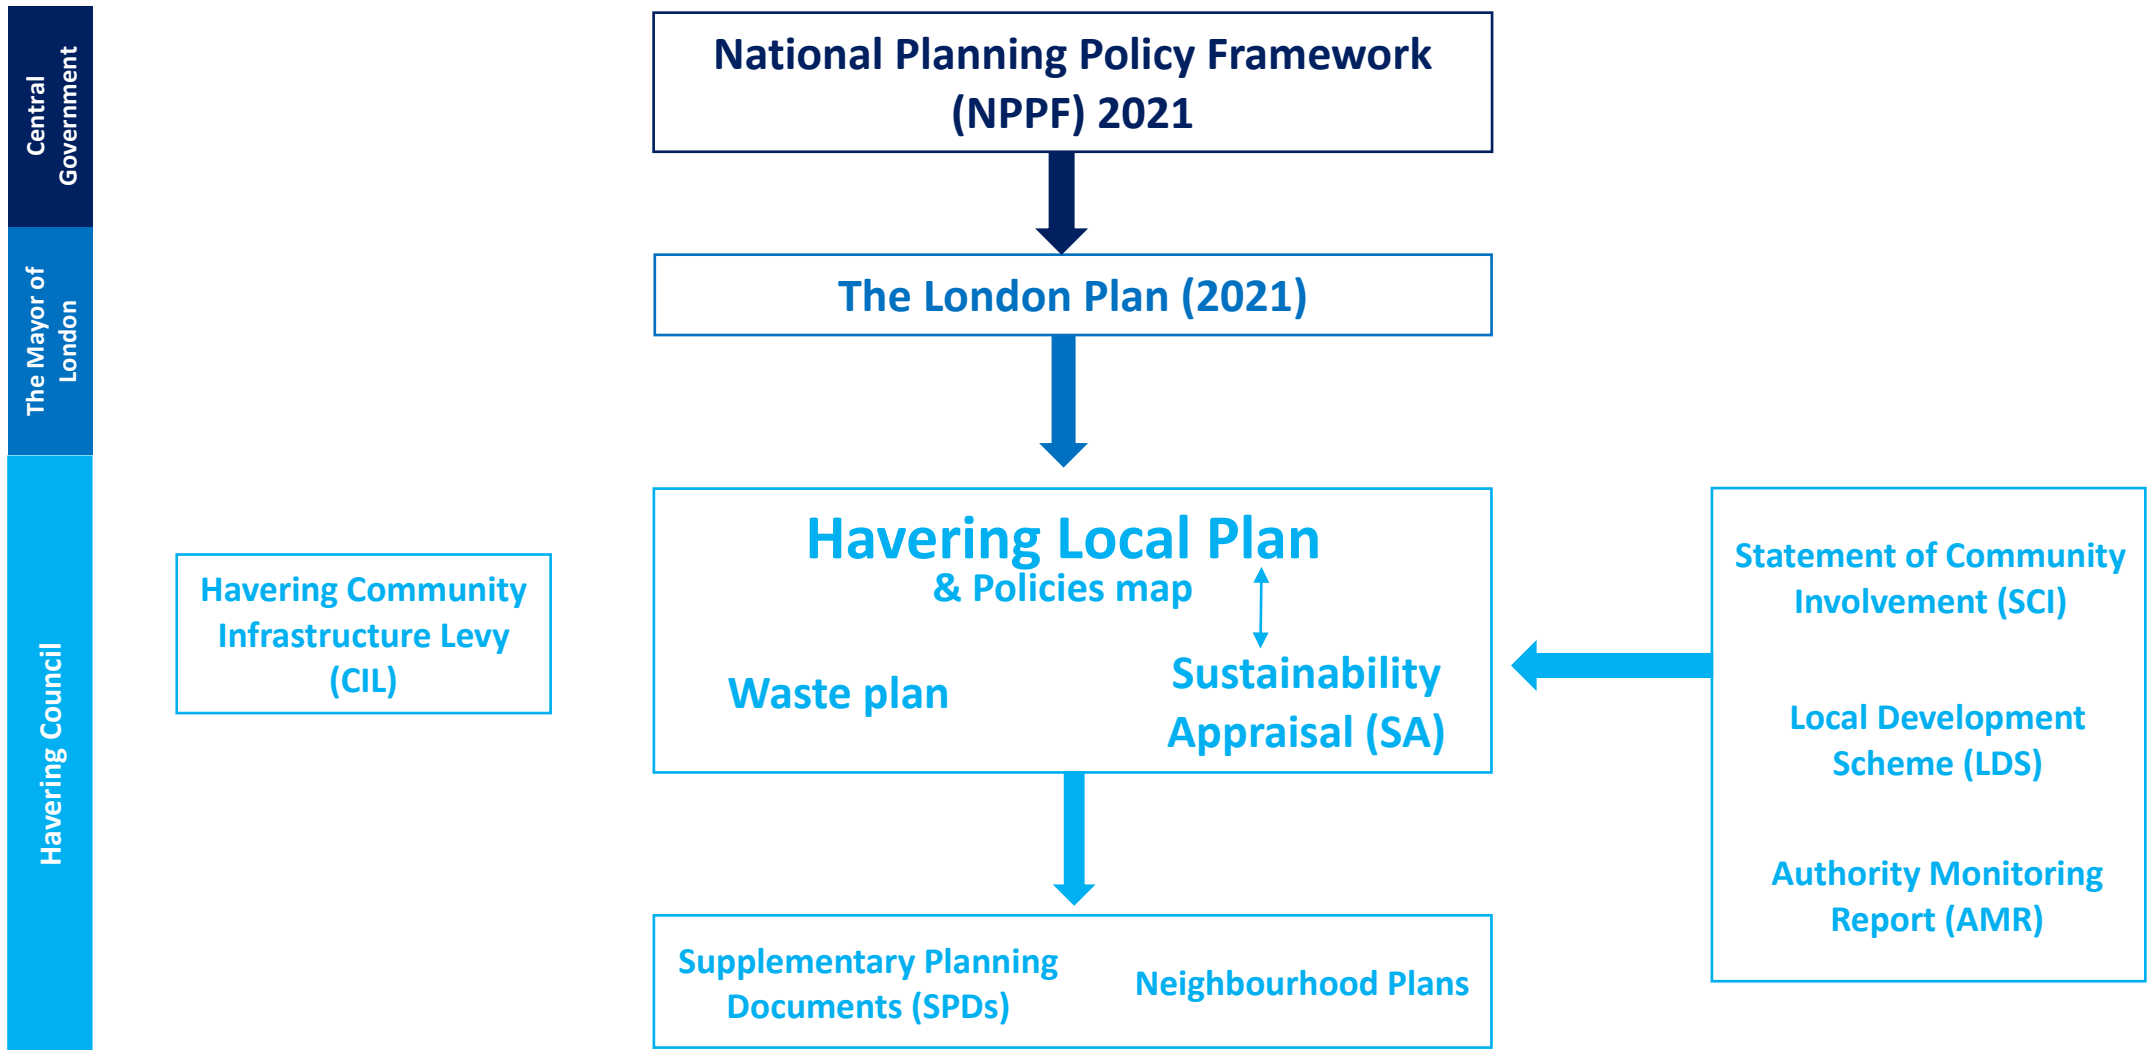 Central
Government
The Mayor of
London
Havering Council
National Planning Policy Framework
(NPPF) 2021
The London Plan (2021)
Havering Community
Infrastructure Levy
(CIL)
Havering Local Plan
& Policies map
Waste plan
Sustainability
Appraisal (SA)
Statement of Community
Involvement (SCI)
Local Development
Scheme (LDS)
Authority Monitoring
Report (AMR)
Supplementary Planning
Documents (SPDs)
Neighbourhood Plans